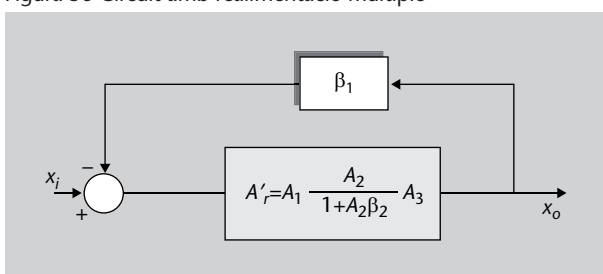 Figura 30 Circuit amb realimentació múltiple
β₁
−
xᵢ
+
A'ᵣ=A₁ A₂/(1+A₂β₂) A₃
xₒ